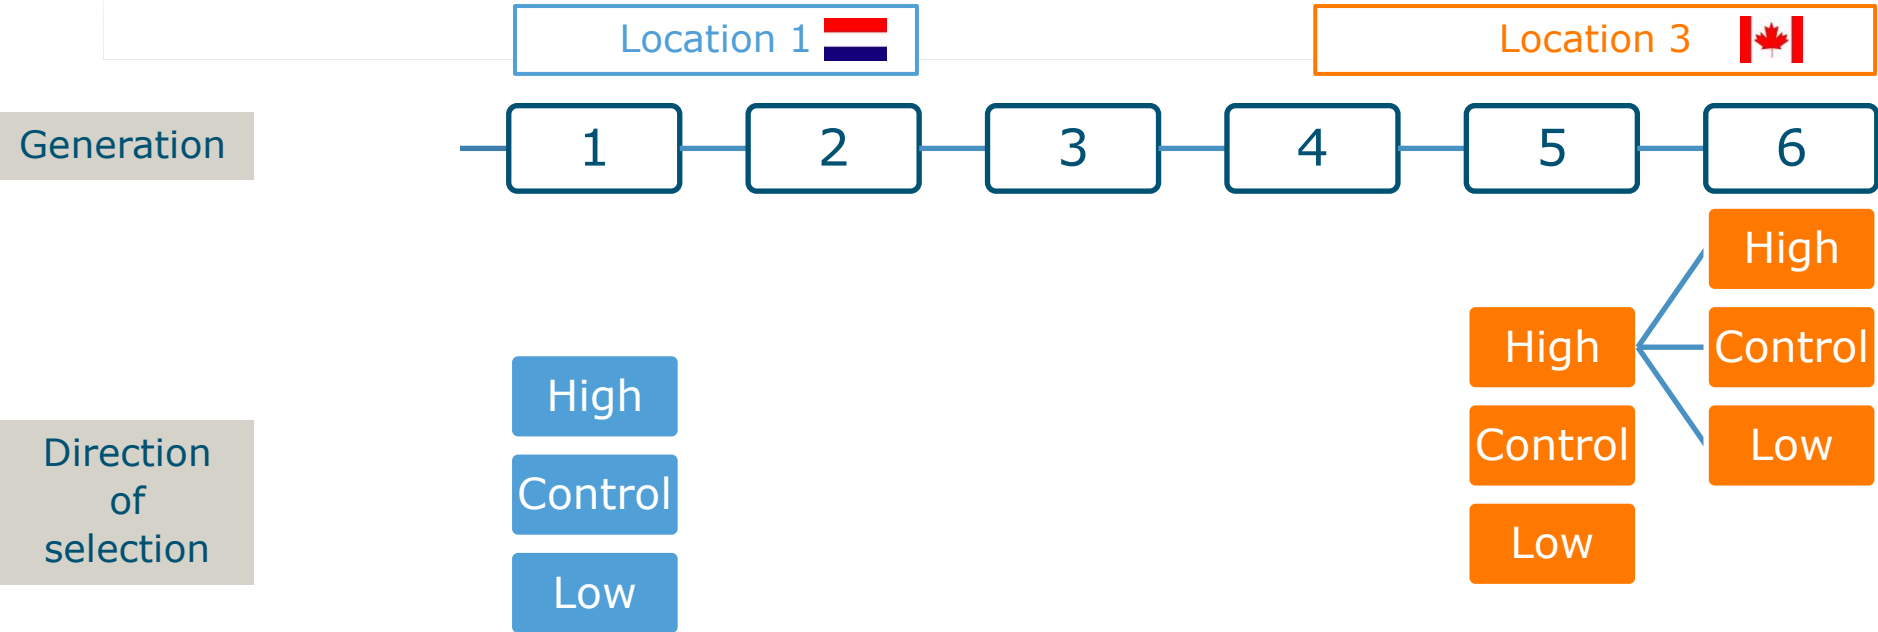 Location 1
Location 3
Generation
1
2
3
4
5
6
High
High
Control
Low
High
Control
Low
Direction
of
selection
High
Control
Low